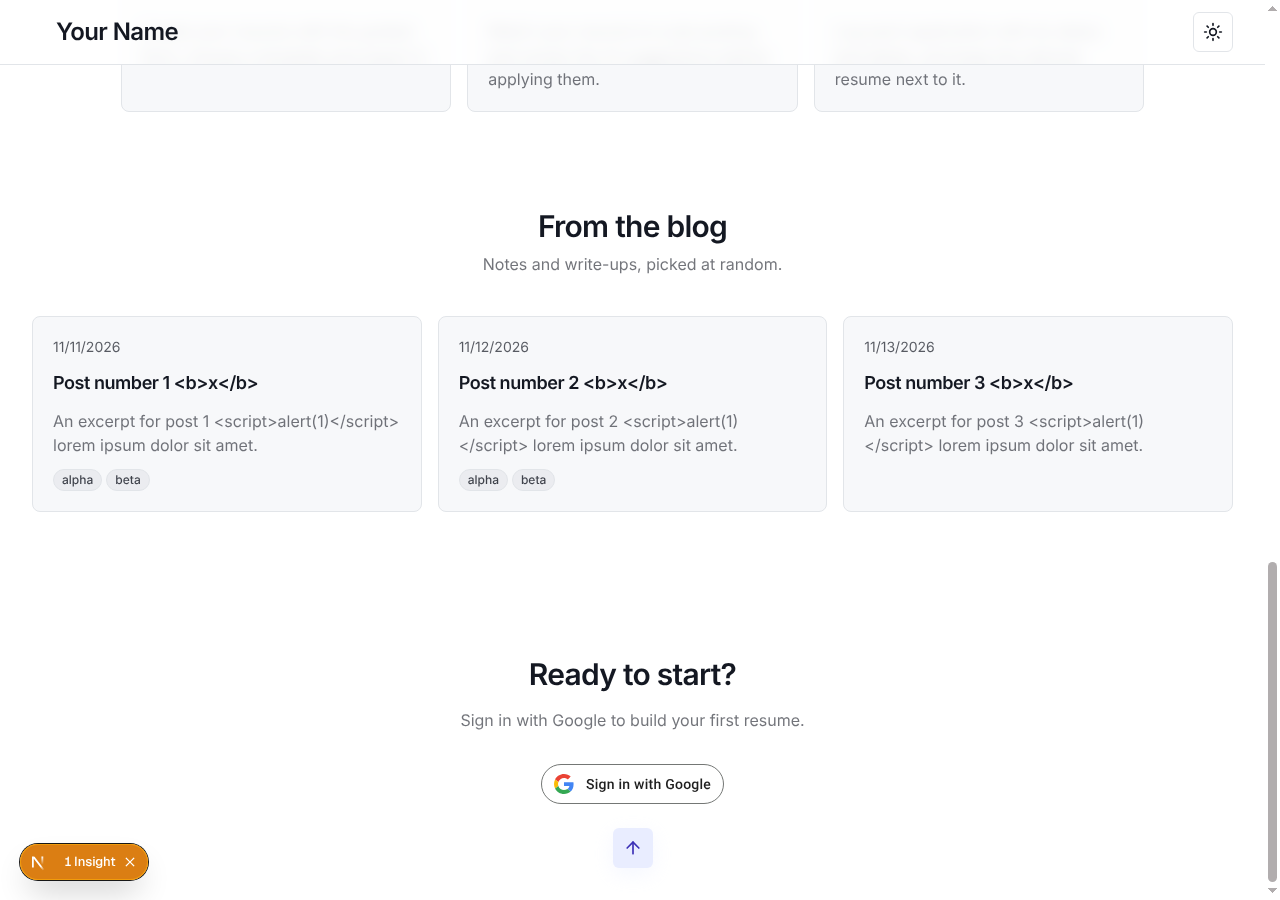 Your Name
applying them.
resume next to it.
From the blog
Notes and write-ups, picked at random.
11/11/2026
Post number 1 <b>x</b>
An excerpt for post 1 <script>alert(1)</script>
lorem ipsum dolor sit amet.
alpha beta
11/12/2026
Post number 2 <b>x</b>
An excerpt for post 2 <script>alert(1)
</script> lorem ipsum dolor sit amet.
alpha beta
11/13/2026
Post number 3 <b>x</b>
An excerpt for post 3 <script>alert(1)
</script> lorem ipsum dolor sit amet.
Ready to start?
Sign in with Google to build your first resume.
Sign in with Google
1 Insight